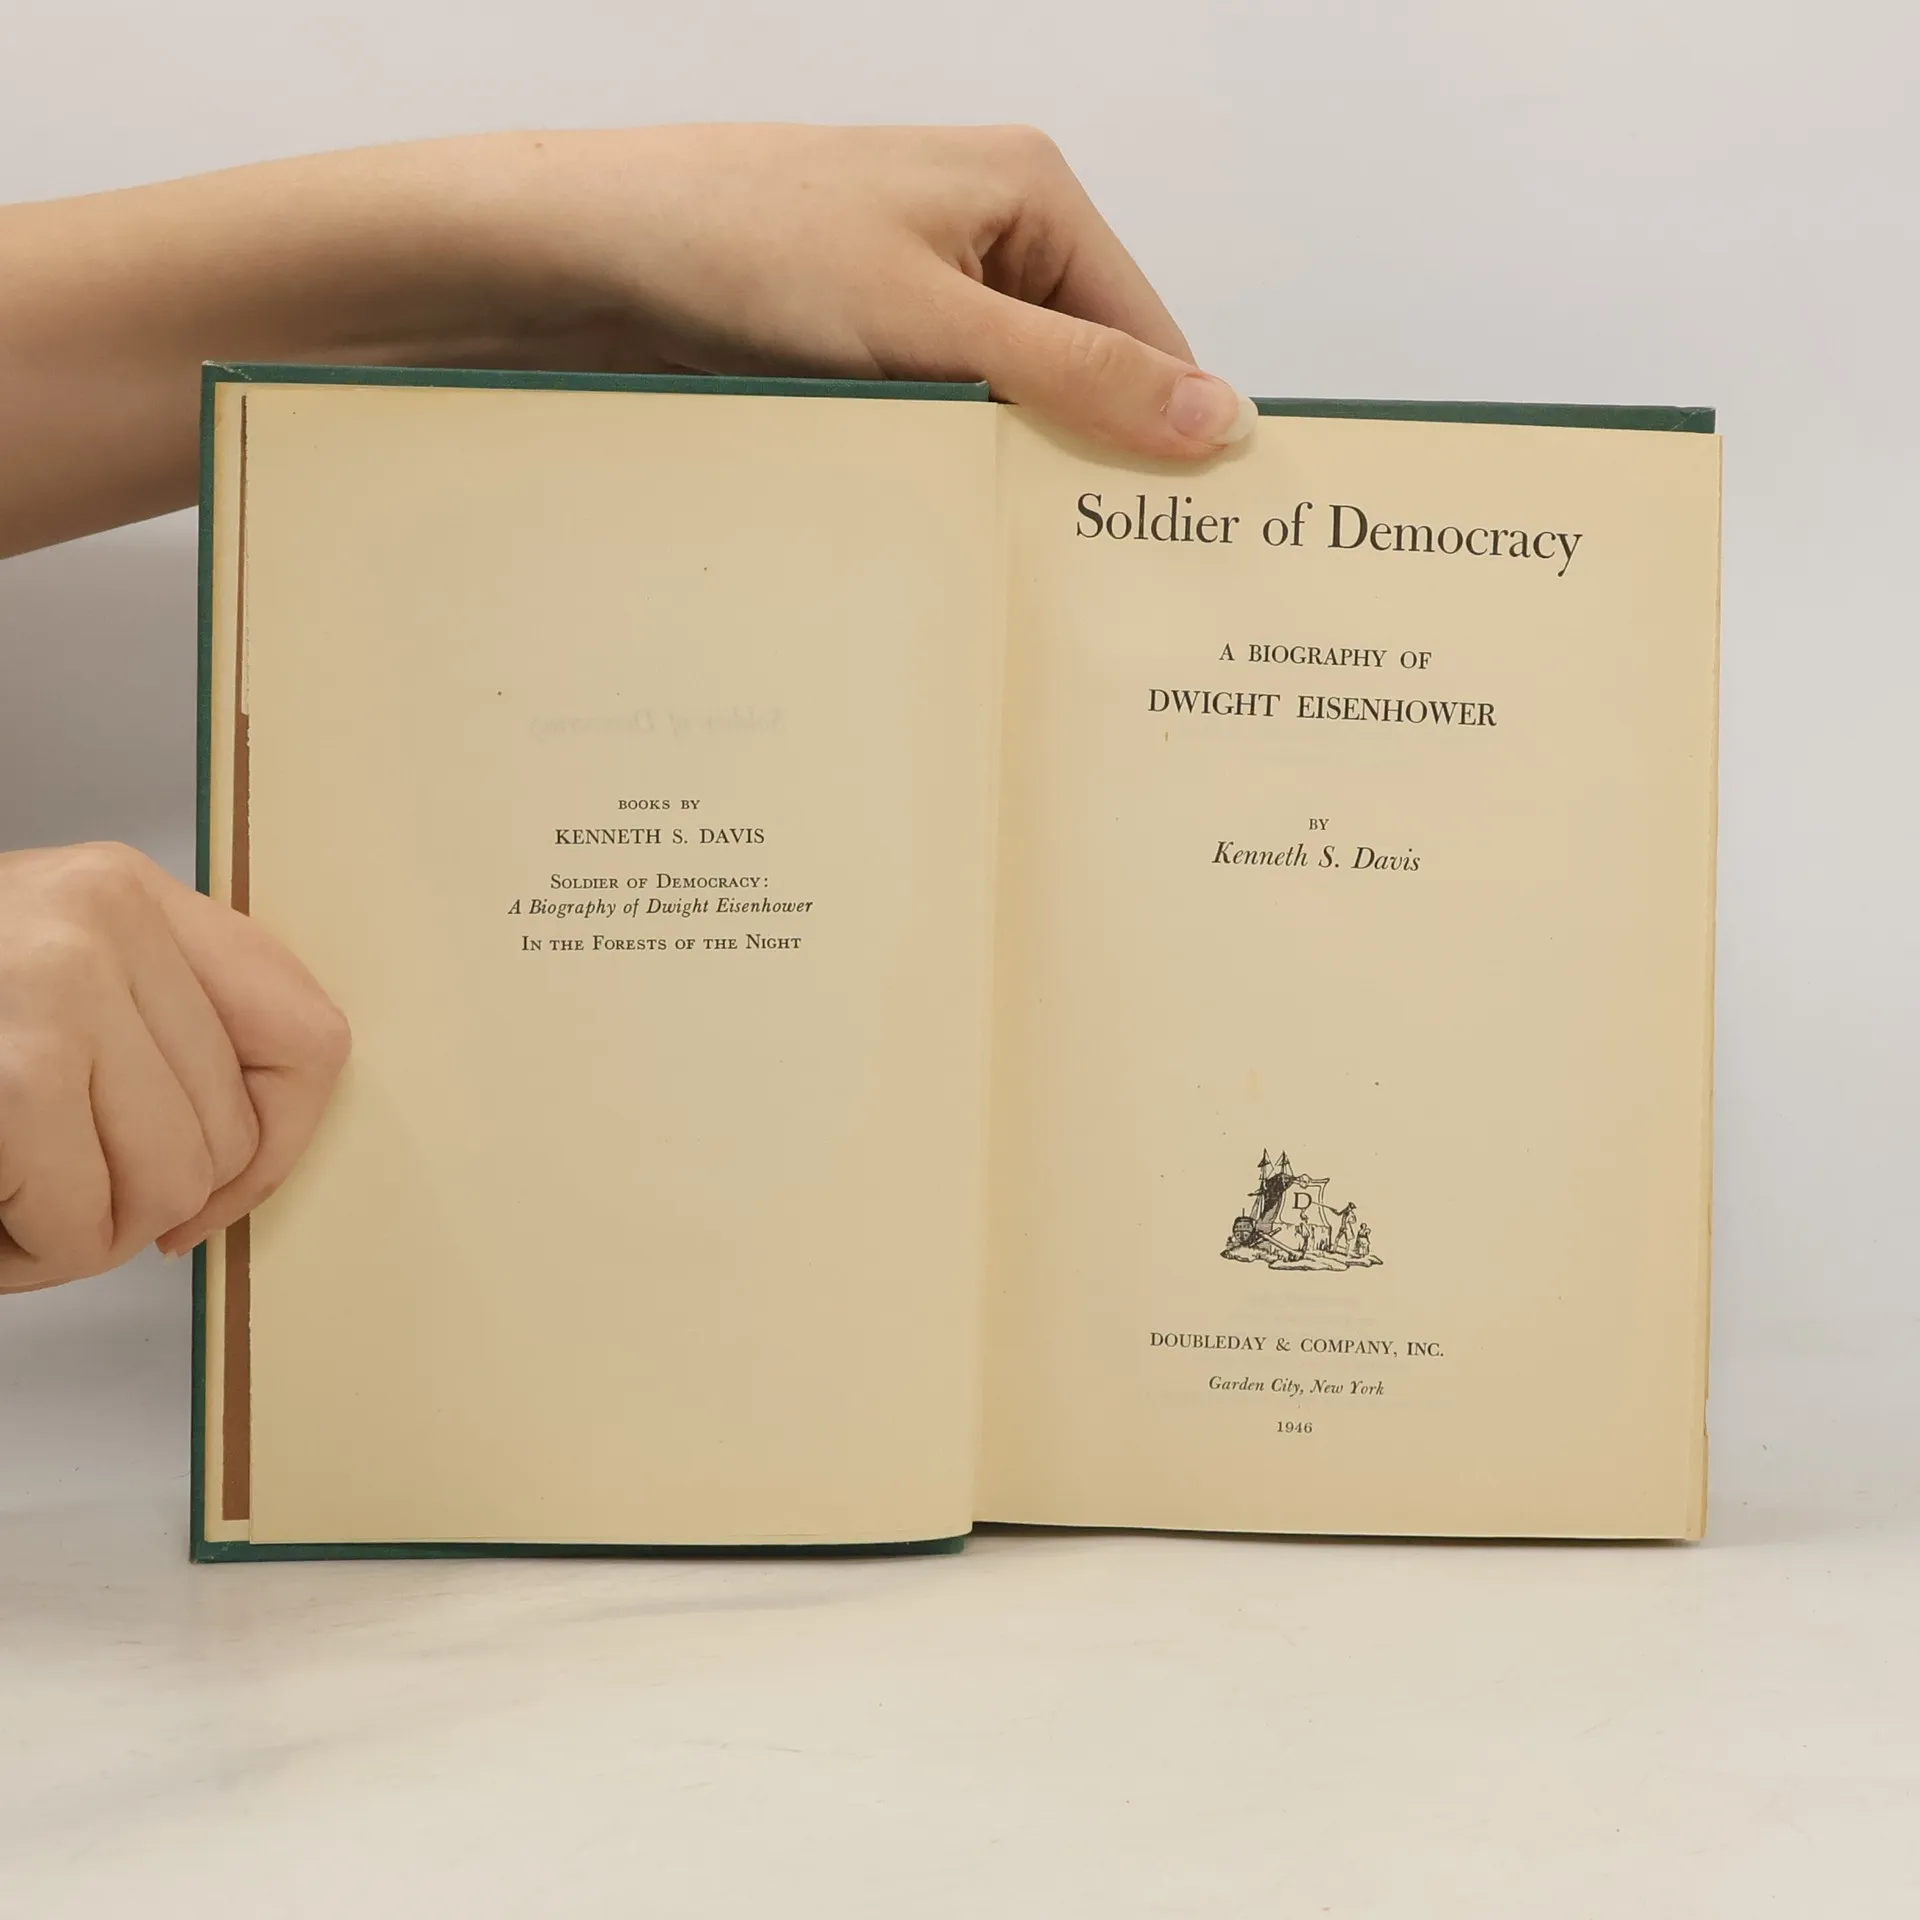 BOOKS BY
KENNETH S. DAVIS
SOLDIER OF DEMOCRACY:
A Biography of Dwight Eisenhower
IN THE FORESTS OF THE NIGHT
Soldier of Democracy
A BIOGRAPHY OF
DWIGHT EISENHOWER
BY
Kenneth S. Davis
D
DOUBLEDAY & COMPANY, INC.
Garden City, New York
1946